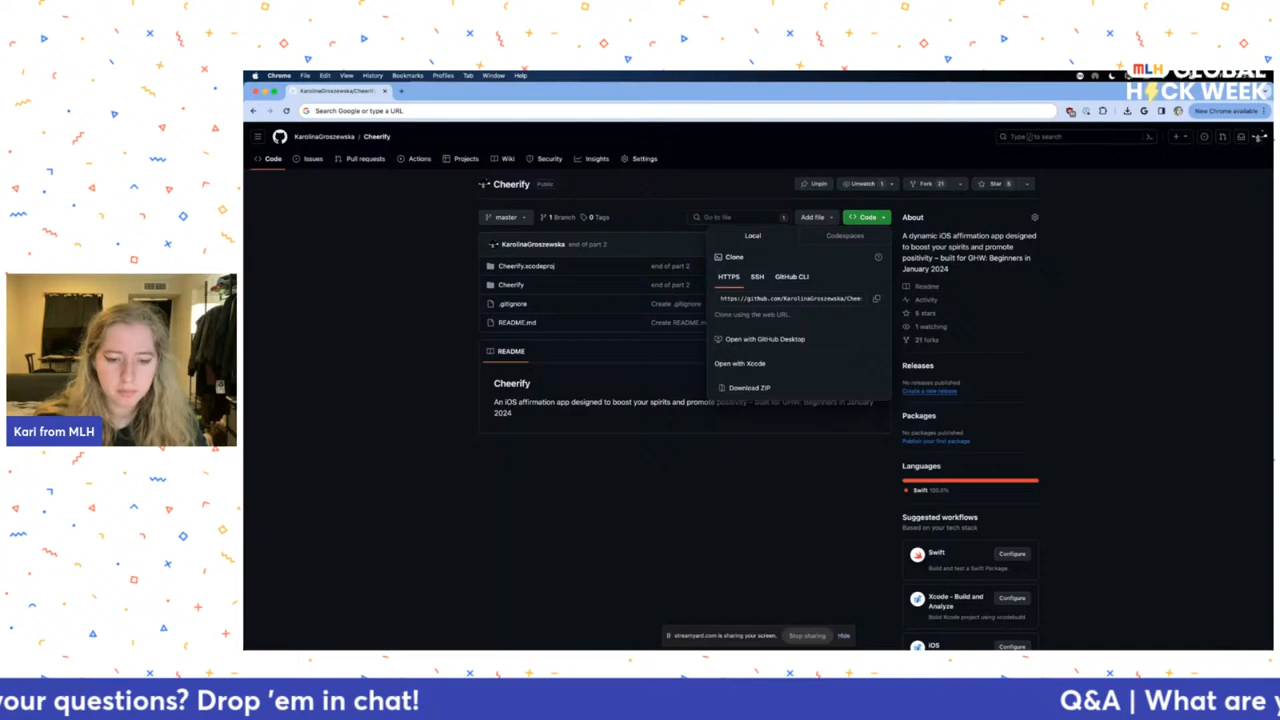 MLH GLOBAL
HACK WEEK
Chrome File Edit View History Bookmarks Profiles Tab Window Help
KarolinaGroszewska/Cheerify
Search Google or type a URL
New Chrome available
KarolinaGroszewska / Cheerify
Type / to search
Code Issues Pull requests Actions Projects Wiki Security Insights Settings
Cheerify Public
Unpin Unwatch 1 Fork 21 Star 5
master 1 Branch 0 Tags
Go to file
Add file
Code
KarolinaGroszewska end of part 2
Cheerify.xcodeproj end of part 2
Cheerify end of part 2
.gitignore Create .gitignore
README.md Create README.m
README
Cheerify
An iOS affirmation app designed to boost your spirits and promote positivity – built for GHW: Beginners in January
2024
Local Codespaces
Clone
HTTPS SSH GitHub CLI
https://github.com/KarolinaGroszewska/Chee
Clone using the web URL.
Open with GitHub Desktop
Open with Xcode
Download ZIP
About
A dynamic iOS affirmation app designed
to boost your spirits and promote
positivity – built for GHW: Beginners in
January 2024
Readme
Activity
5 stars
1 watching
21 forks
Releases
No releases published
Create a new release
Packages
No packages published
Publish your first package
Languages
Swift 100.0%
Suggested workflows
Based on your tech stack
Swift Configure
Build and test a Swift Package.
Xcode - Build and
Analyze Configure
Build Xcode project using xcodebuild
iOS Configure
streamyard.com is sharing your screen. Stop sharing Hide
Kari from MLH
your questions? Drop 'em in chat!
Q&A | What are y